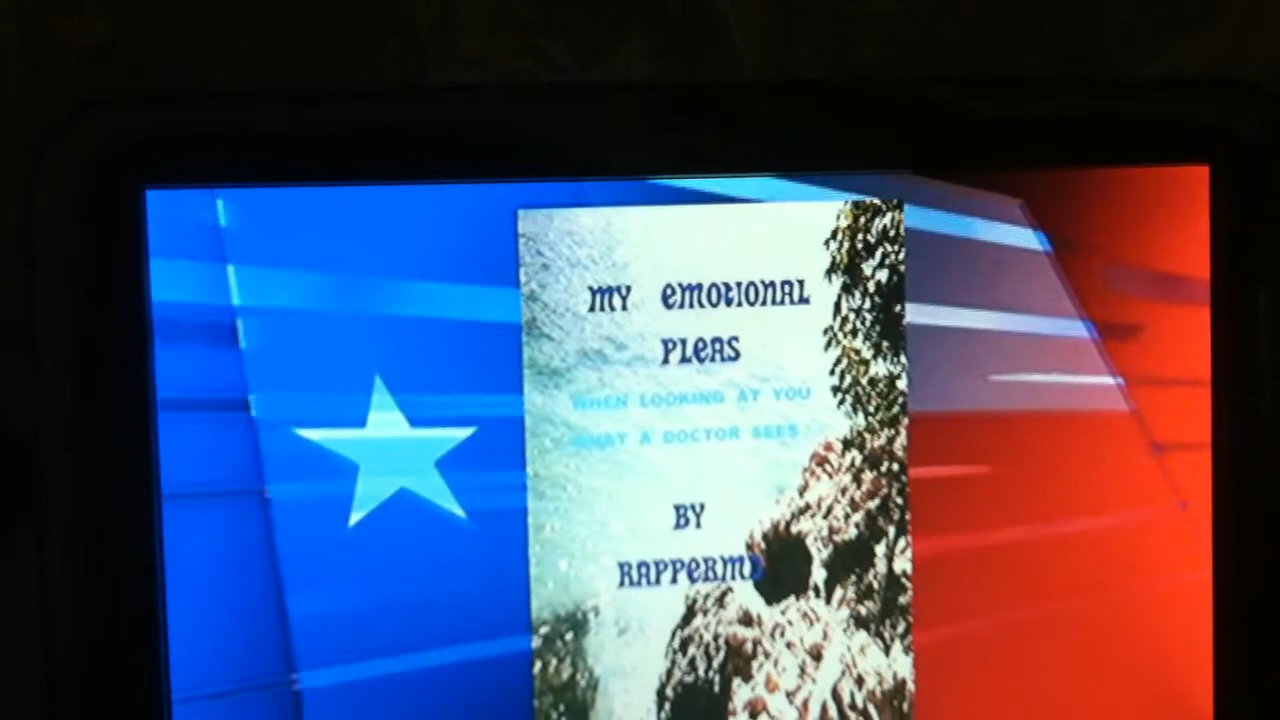 MY EMOTIONAL
PLEAS
WHEN LOOKING AT YOU
WHAT A DOCTOR SEES
BY
RAPPERMD